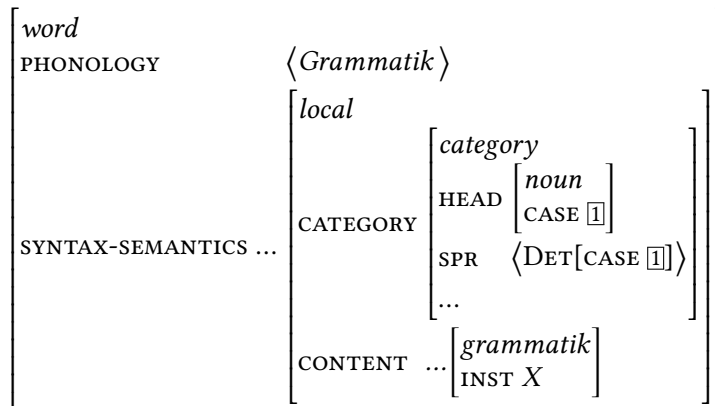 word
PHONOLOGY ⟨Grammatik⟩
local
category
HEAD noun
CASE 1
CATEGORY
SYNTAX-SEMANTICS ...
SPR ⟨DET[CASE 1]⟩
...
CONTENT ... grammatik
INST X